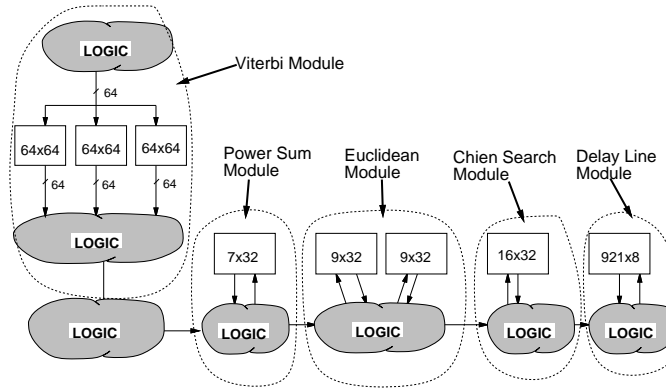 LOGIC
Viterbi Module
64
64x64 64x64 64x64
64 64 64
LOGIC
Power Sum
Module
Euclidean
Module
Chien Search
Module
Delay Line
Module
7x32 9x32 9x32 16x32 921x8
LOGIC LOGIC LOGIC LOGIC LOGIC